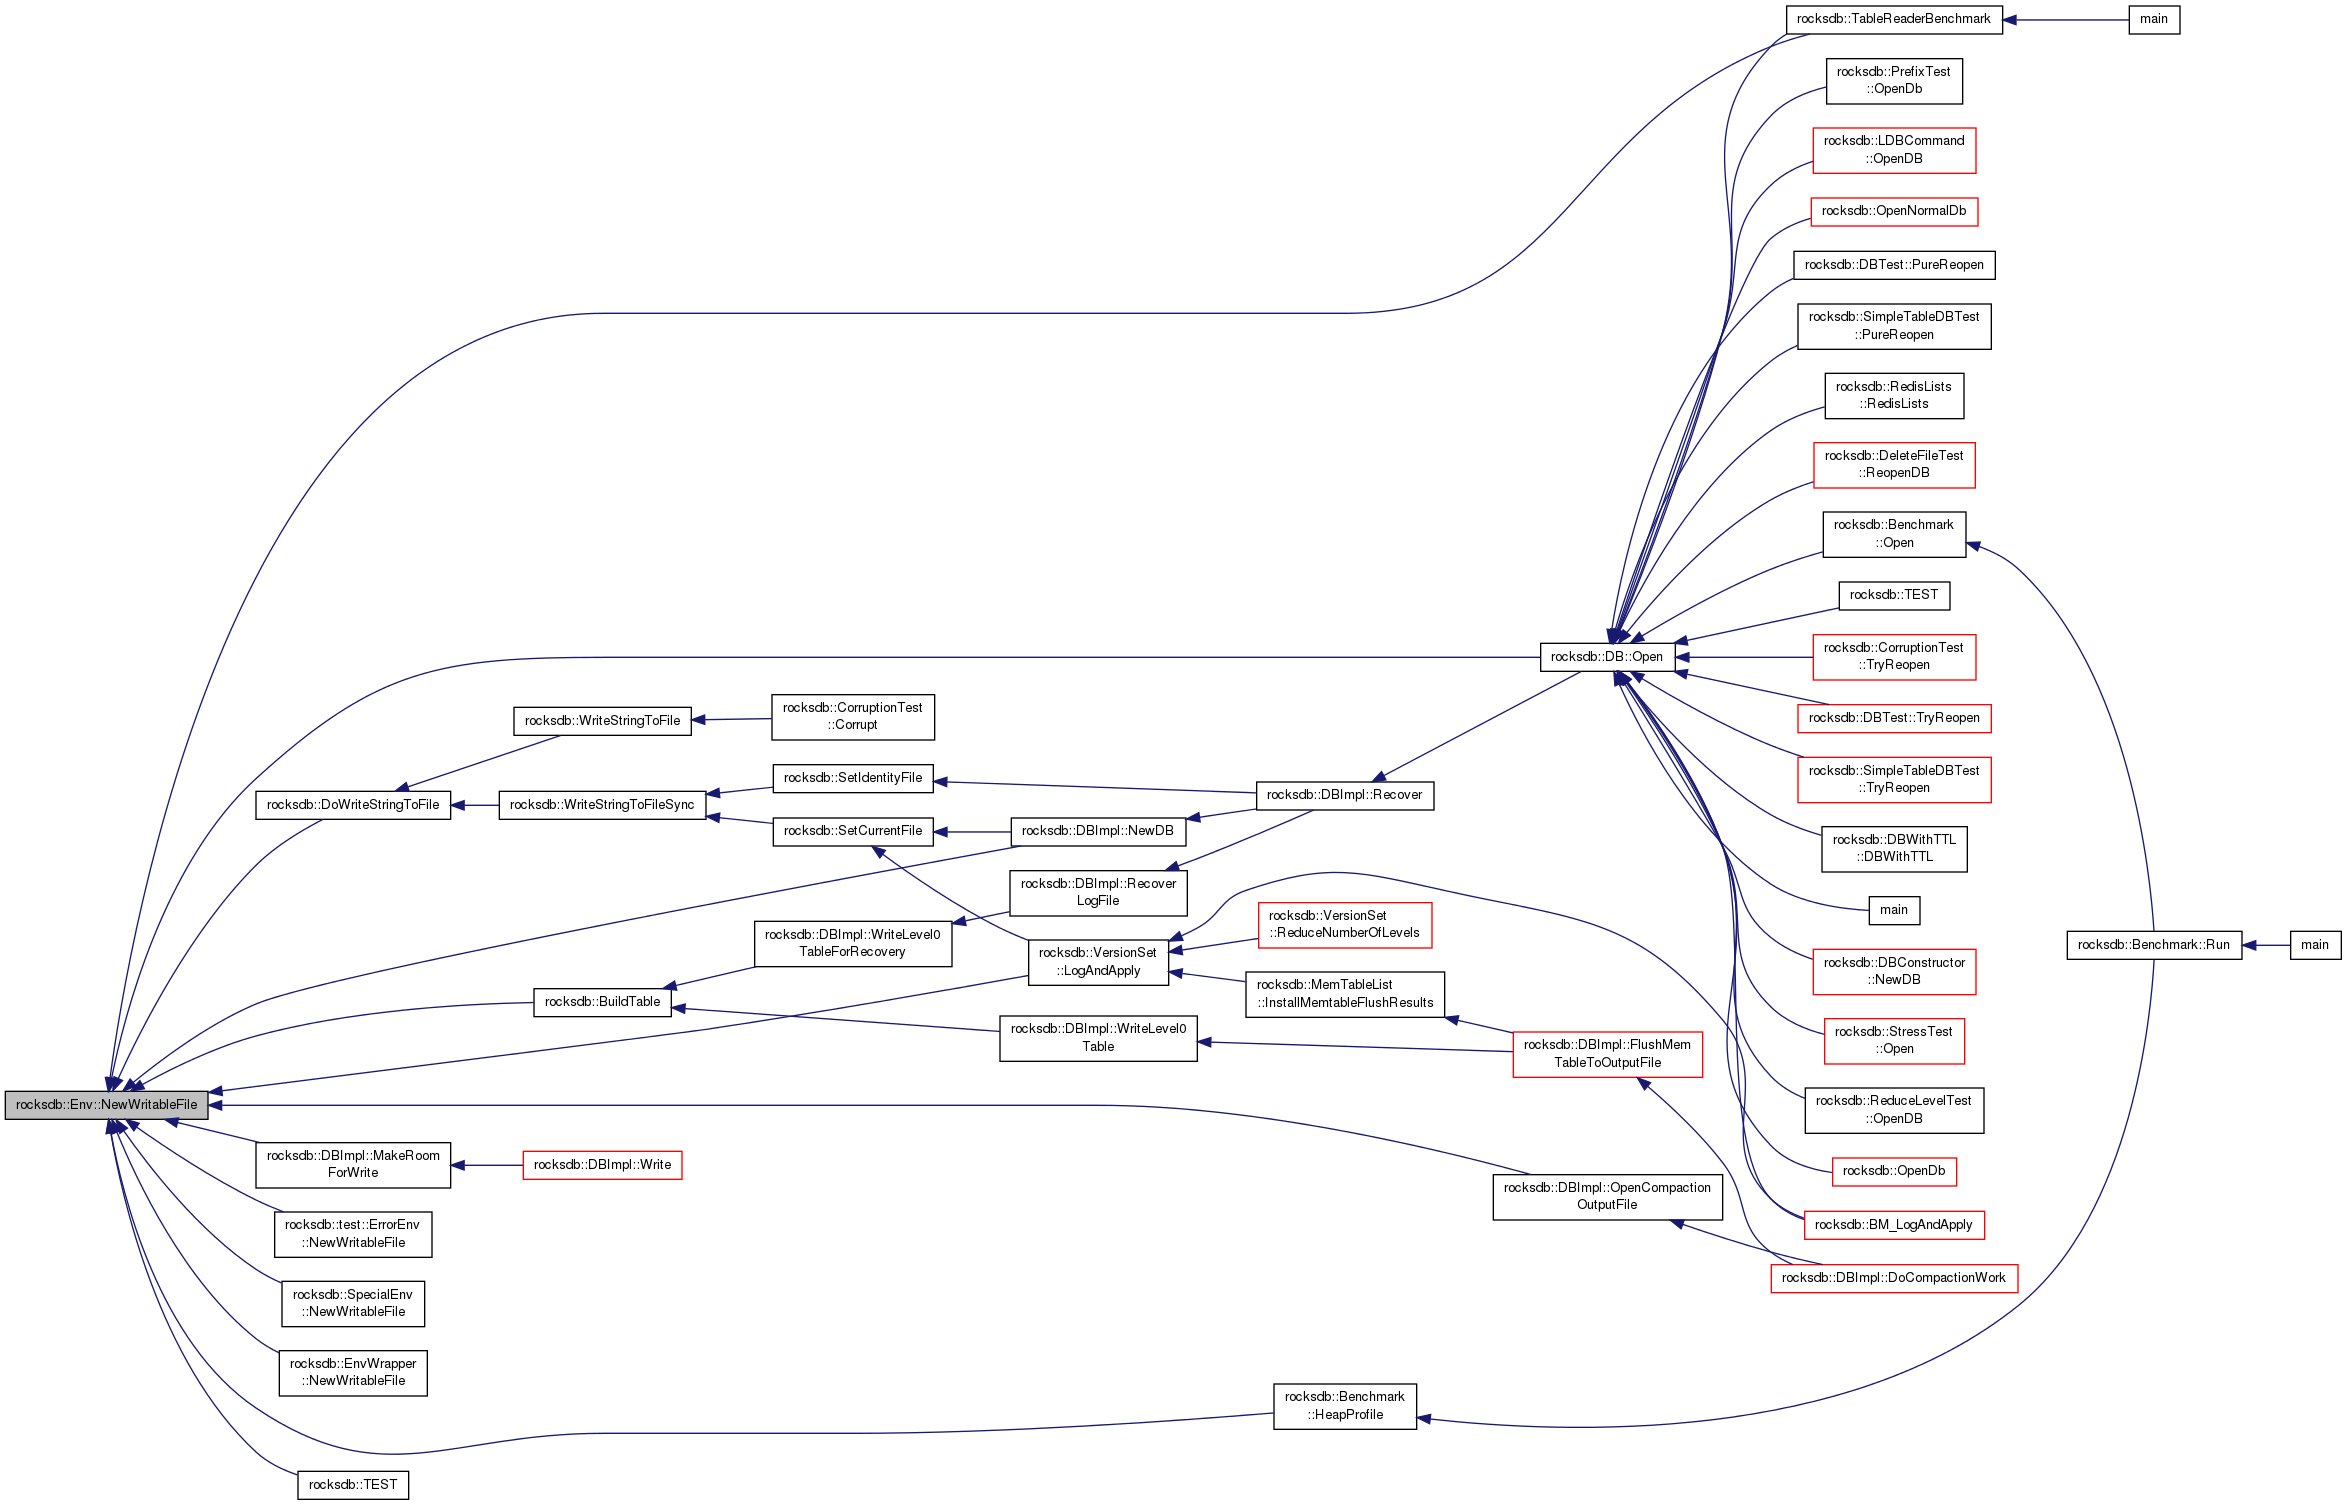 rocksdb::TableReaderBenchmark
main
rocksdb::PrefixTest
::OpenDb
rocksdb::LDBCommand
::OpenDB
rocksdb::OpenNormalDb
rocksdb::DBTest::PureReopen
rocksdb::SimpleTableDBTest
::PureReopen
rocksdb::RedisLists
::RedisLists
rocksdb::DeleteFileTest
::ReopenDB
rocksdb::Benchmark
::Open
rocksdb::TEST
rocksdb::DB::Open
rocksdb::CorruptionTest
::TryReopen
rocksdb::WriteStringToFile
rocksdb::CorruptionTest
::Corrupt
rocksdb::DBTest::TryReopen
rocksdb::SetIdentityFile
rocksdb::SimpleTableDBTest
::TryReopen
rocksdb::DoWriteStringToFile
rocksdb::WriteStringToFileSync
rocksdb::DBImpl::Recover
rocksdb::SetCurrentFile
rocksdb::DBImpl::NewDB
rocksdb::DBWithTTL
::DBWithTTL
rocksdb::DBImpl::Recover
LogFile
main
rocksdb::DBImpl::WriteLevel0
TableForRecovery
rocksdb::VersionSet
::ReduceNumberOfLevels
rocksdb::Benchmark::Run
main
rocksdb::VersionSet
::LogAndApply
rocksdb::DBConstructor
::NewDB
rocksdb::BuildTable
rocksdb::MemTableList
::InstallMemtableFlushResults
rocksdb::DBImpl::WriteLevel0
Table
rocksdb::DBImpl::FlushMem
TableToOutputFile
rocksdb::StressTest
::Open
rocksdb::Env::NewWritableFile
rocksdb::ReduceLevelTest
::OpenDB
rocksdb::DBImpl::MakeRoom
ForWrite
rocksdb::DBImpl::Write
rocksdb::OpenDb
rocksdb::DBImpl::OpenCompaction
OutputFile
rocksdb::test::ErrorEnv
::NewWritableFile
rocksdb::BM_LogAndApply
rocksdb::DBImpl::DoCompactionWork
rocksdb::SpecialEnv
::NewWritableFile
rocksdb::EnvWrapper
::NewWritableFile
rocksdb::Benchmark
::HeapProfile
rocksdb::TEST